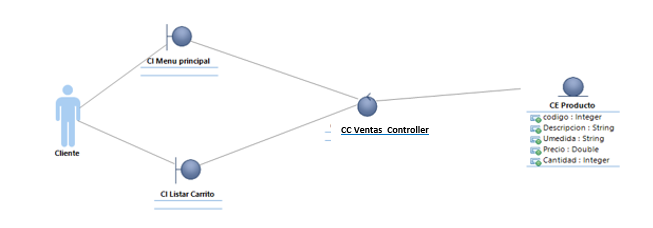 CI Menu principal
Cliente
CC Ventas_Controller
CI Listar Carrito
CE Producto
codigo : Integer
Descripcion : String
Umedida : String
Precio : Double
Cantidad : Integer